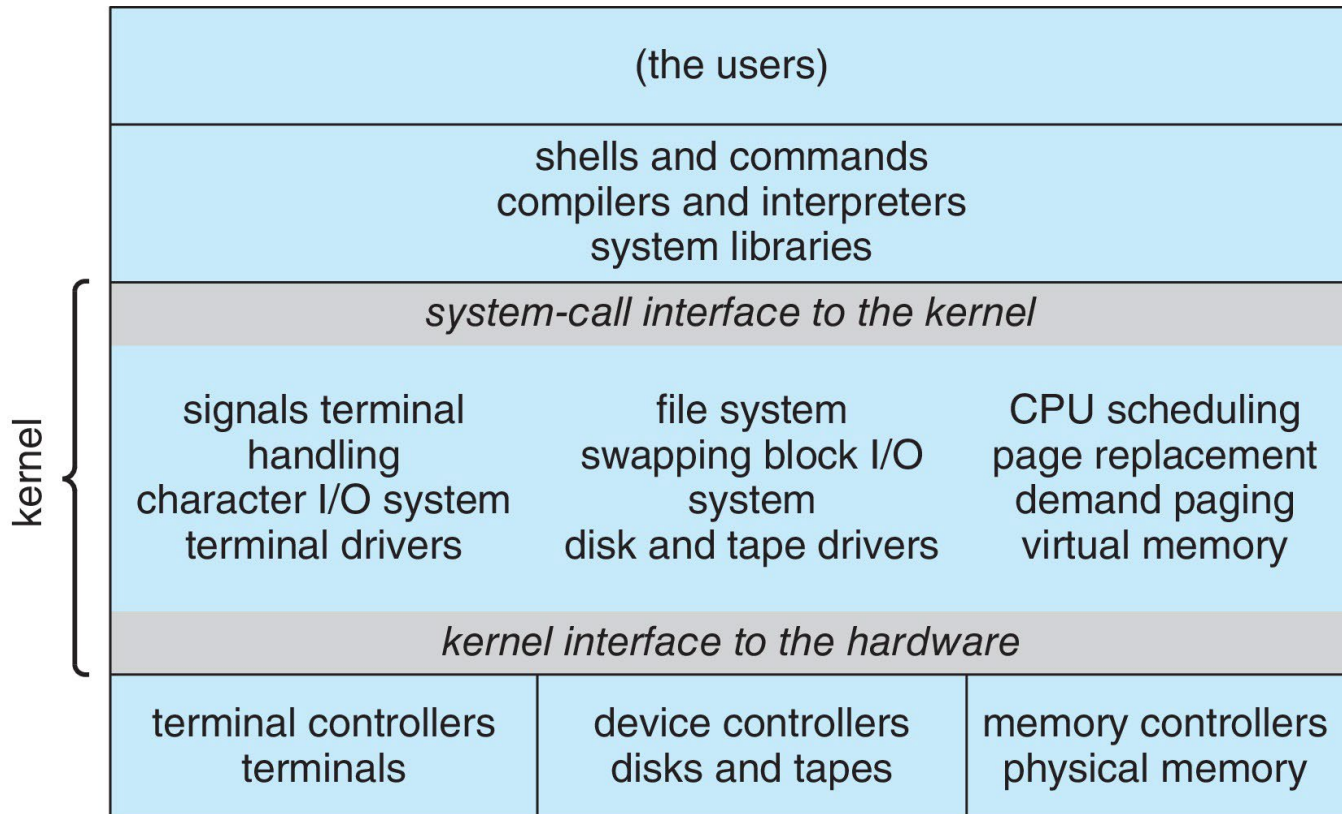 (the users)
shells and commands
compilers and interpreters
system libraries
kernel
system-call interface to the kernel
signals terminal
handling
character I/O system
terminal drivers
file system
swapping block I/O
system
disk and tape drivers
CPU scheduling
page replacement
demand paging
virtual memory
kernel interface to the hardware
terminal controllers
terminals
device controllers
disks and tapes
memory controllers
physical memory